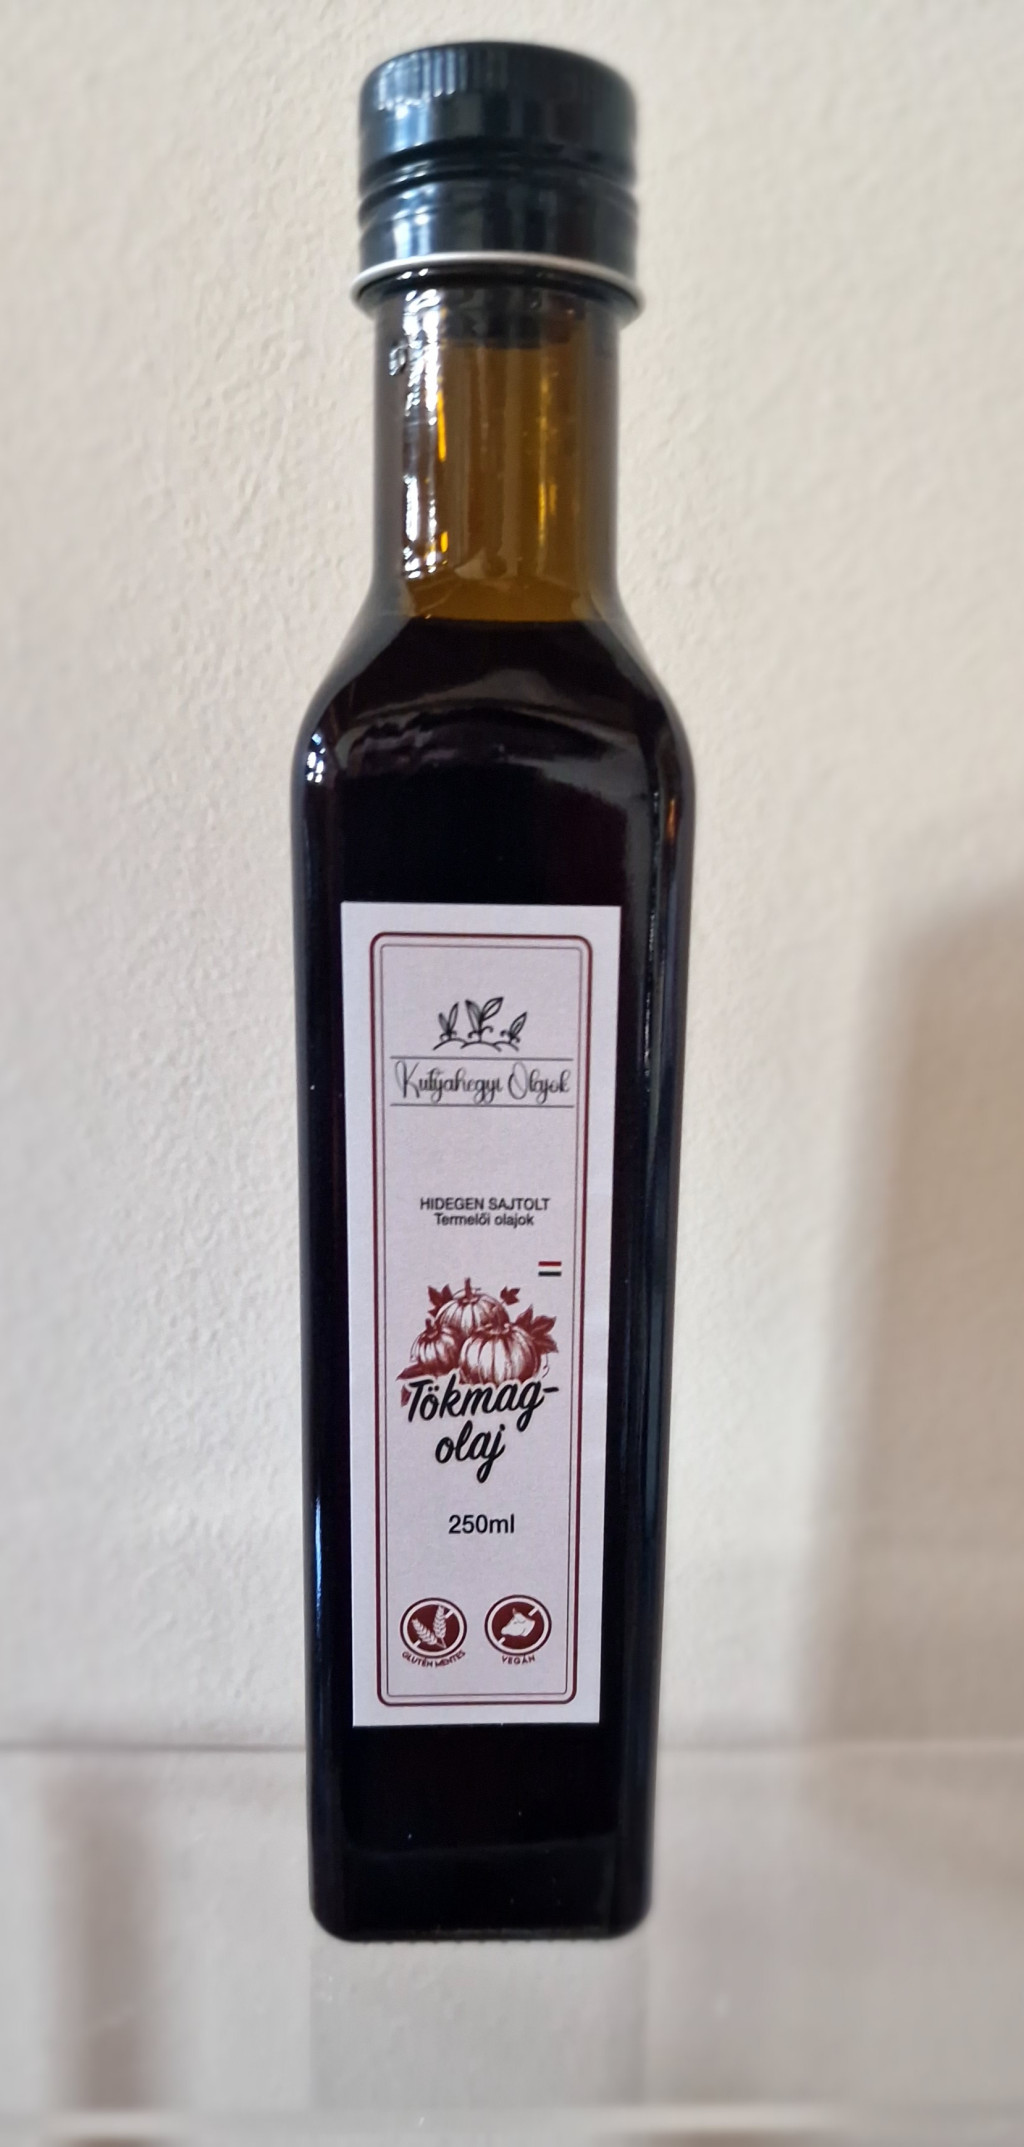 Kutyahegyi Olajok
HIDEGEN SAJTOLT
Termelői olajok
Tökmag-
olaj
250ml
GLUTÉN MENTES
VEGÁN